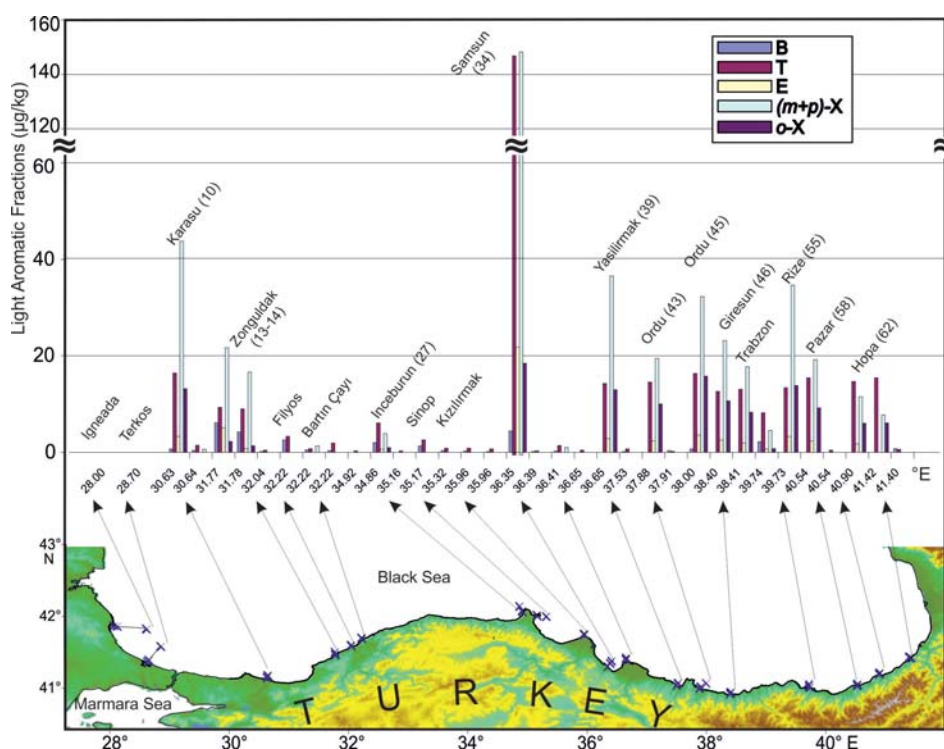 160
140
120
60
40
20
0
Light Aromatic Fractions (µg/kg)
B
T
E
(m+p)-X
o-X
Igneada
Terkos
Karasu (10)
Zonguldak
(13-14)
Filyos
Bartın Çayı
Inceburun (27)
Sinop
Kızılırmak
Samsun
(34)
Yasilirmak (39)
Ordu (43)
Ordu (45)
Giresun (46)
Trabzon
Rize (55)
Pazar (58)
Hopa (62)
28.00
28.70
30.63
30.64
31.77
31.78
32.04
32.22
32.22
32.22
34.92
34.86
35.16
35.17
35.32
35.96
35.96
36.35
36.39
36.41
36.65
36.65
37.53
37.88
37.91
38.00
38.40
38.41
39.74
39.73
40.54
40.54
40.90
41.42
41.40
°E
43°
N
42°
41°
Black Sea
Marmara Sea
T U R K E Y
28° 30° 32° 34° 36° 38° 40° E